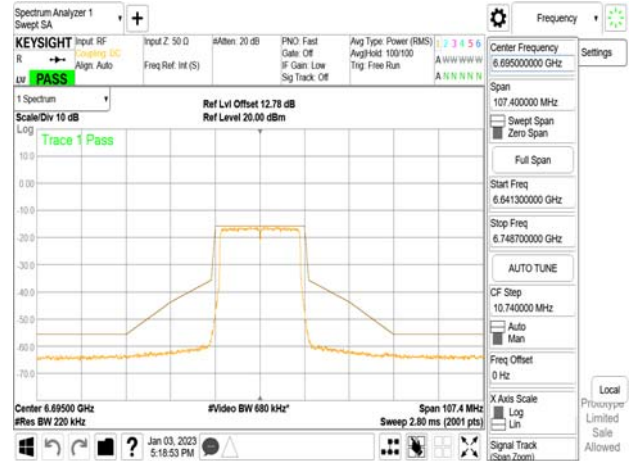 Spectrum Analyzer 1
Swept SA
+
Frequency
KEYSIGHT
Input: RF
Coupling: DC
Align: Auto
Input Z: 50 Ω
Freq Ref: Int (S)
#Atten: 20 dB
PNO: Fast
Gate: Off
IF Gain: Low
Sig Track: Off
Avg Type: Power (RMS)
Avg|Hold: 100/100
Trig: Free Run
1 2 3 4 5 6
A W W W W W
A N N N N N
R
LXI
PASS
1 Spectrum
Scale/Div 10 dB
Ref Lvl Offset 12.78 dB
Ref Level 20.00 dBm
Log
Trace 1 Pass
10.0
0.00
-10.0
-20.0
-30.0
-40.0
-50.0
-60.0
-70.0
Center 6.69500 GHz
#Video BW 680 kHz*
Span 107.4 MHz
#Res BW 220 kHz
Sweep 2.80 ms (2001 pts)
?
Jan 03, 2023
5:18:53 PM
Center Frequency
6.695000000 GHz
Settings
Span
107.400000 MHz
Swept Span
Zero Span
Full Span
Start Freq
6.641300000 GHz
Stop Freq
6.748700000 GHz
AUTO TUNE
CF Step
10.740000 MHz
Auto
Man
Freq Offset
0 Hz
X Axis Scale
Log
Lin
Signal Track
(Span Zoom)
Local
Prototype
Limited
Sale
Allowed